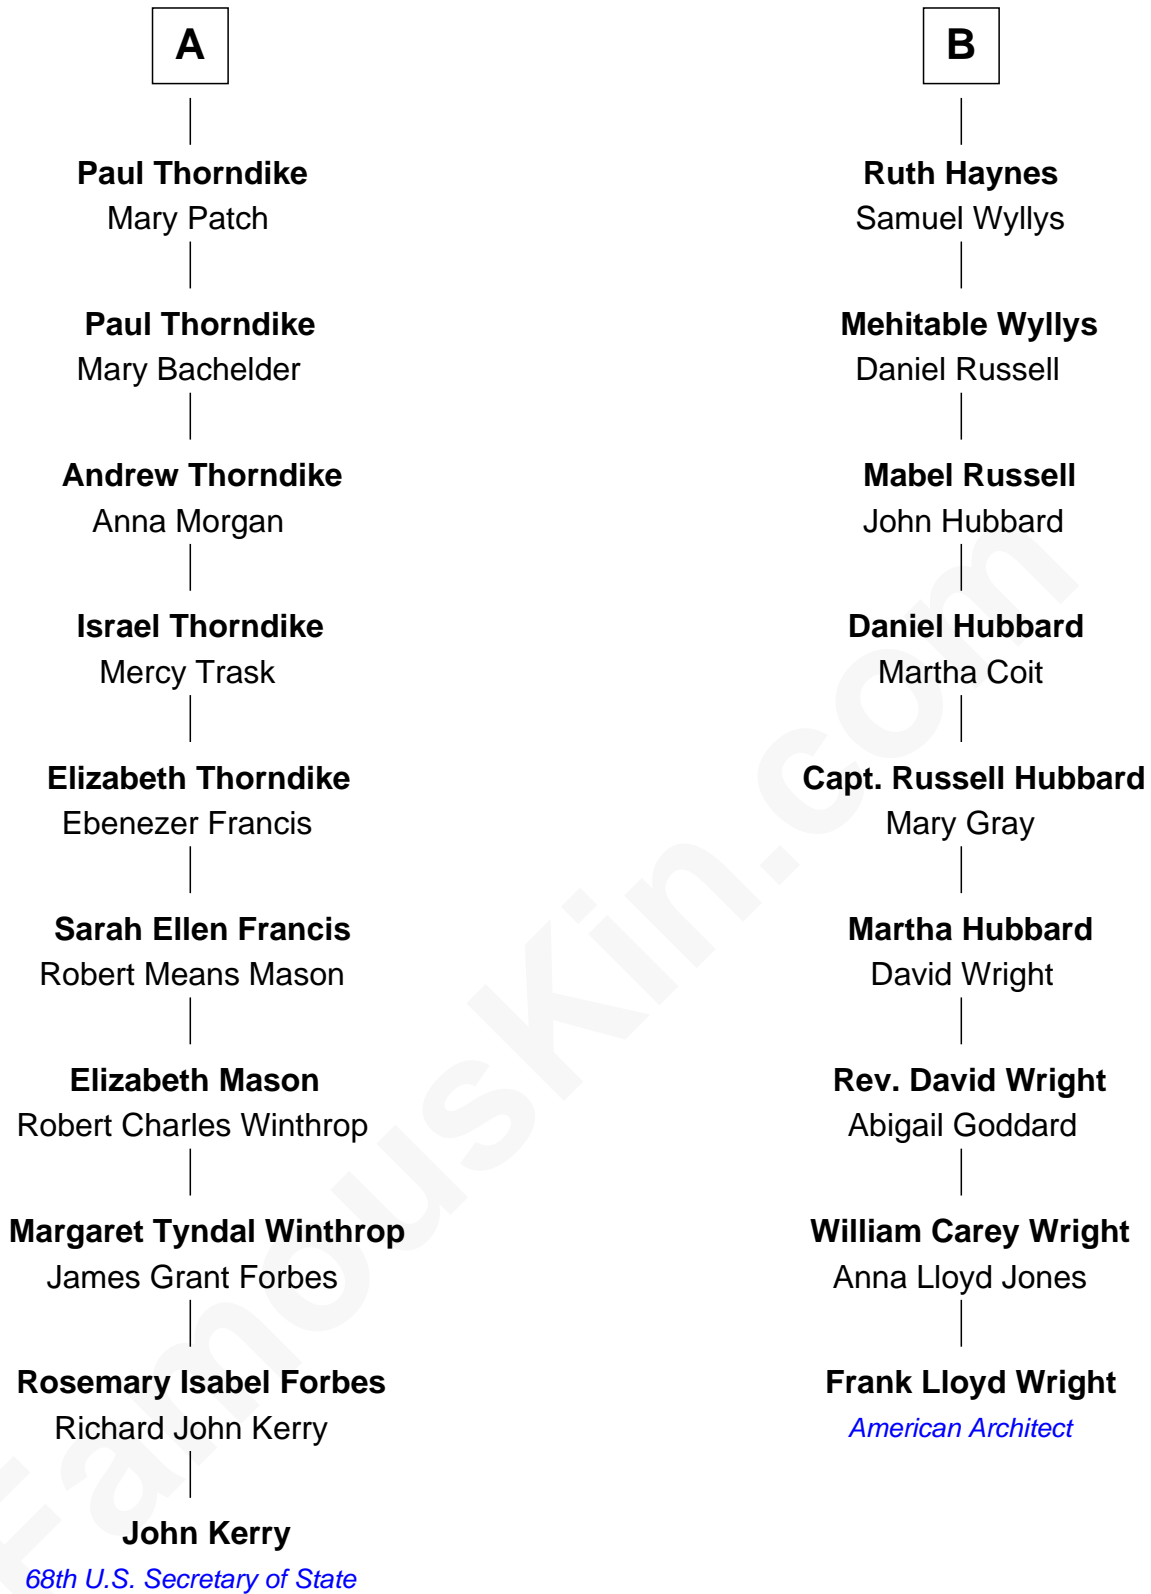 A
Paul Thorndike
Mary Patch
Paul Thorndike
Mary Bachelder
Andrew Thorndike
Anna Morgan
Israel Thorndike
Mercy Trask
Elizabeth Thorndike
Ebenezer Francis
Sarah Ellen Francis
Robert Means Mason
Elizabeth Mason
Robert Charles Winthrop
Margaret Tyndal Winthrop
James Grant Forbes
Rosemary Isabel Forbes
Richard John Kerry
John Kerry
68th U.S. Secretary of State
B
Ruth Haynes
Samuel Wyllys
Mehitable Wyllys
Daniel Russell
Mabel Russell
John Hubbard
Daniel Hubbard
Martha Coit
Capt. Russell Hubbard
Mary Gray
Martha Hubbard
David Wright
Rev. David Wright
Abigail Goddard
William Carey Wright
Anna Lloyd Jones
Frank Lloyd Wright
American Architect
FamousKin.com